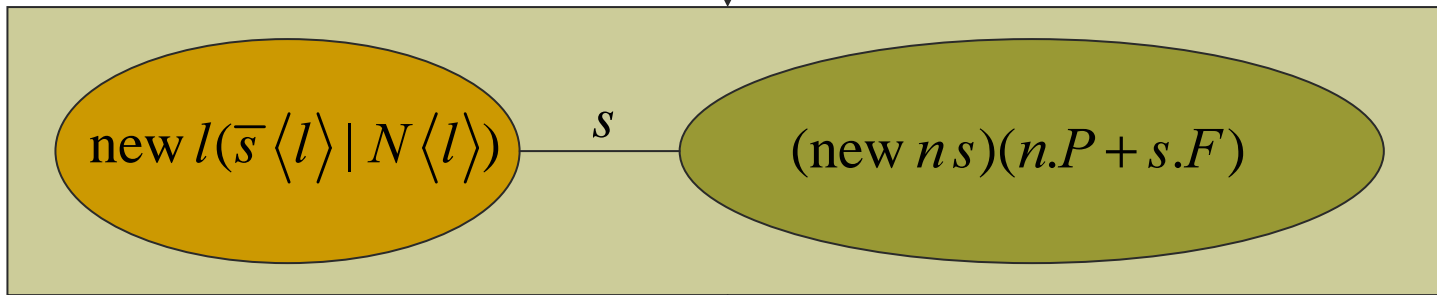 new l(s̅ ⟨l⟩ | N⟨l⟩)
s
(new n s)(n.P + s.F)